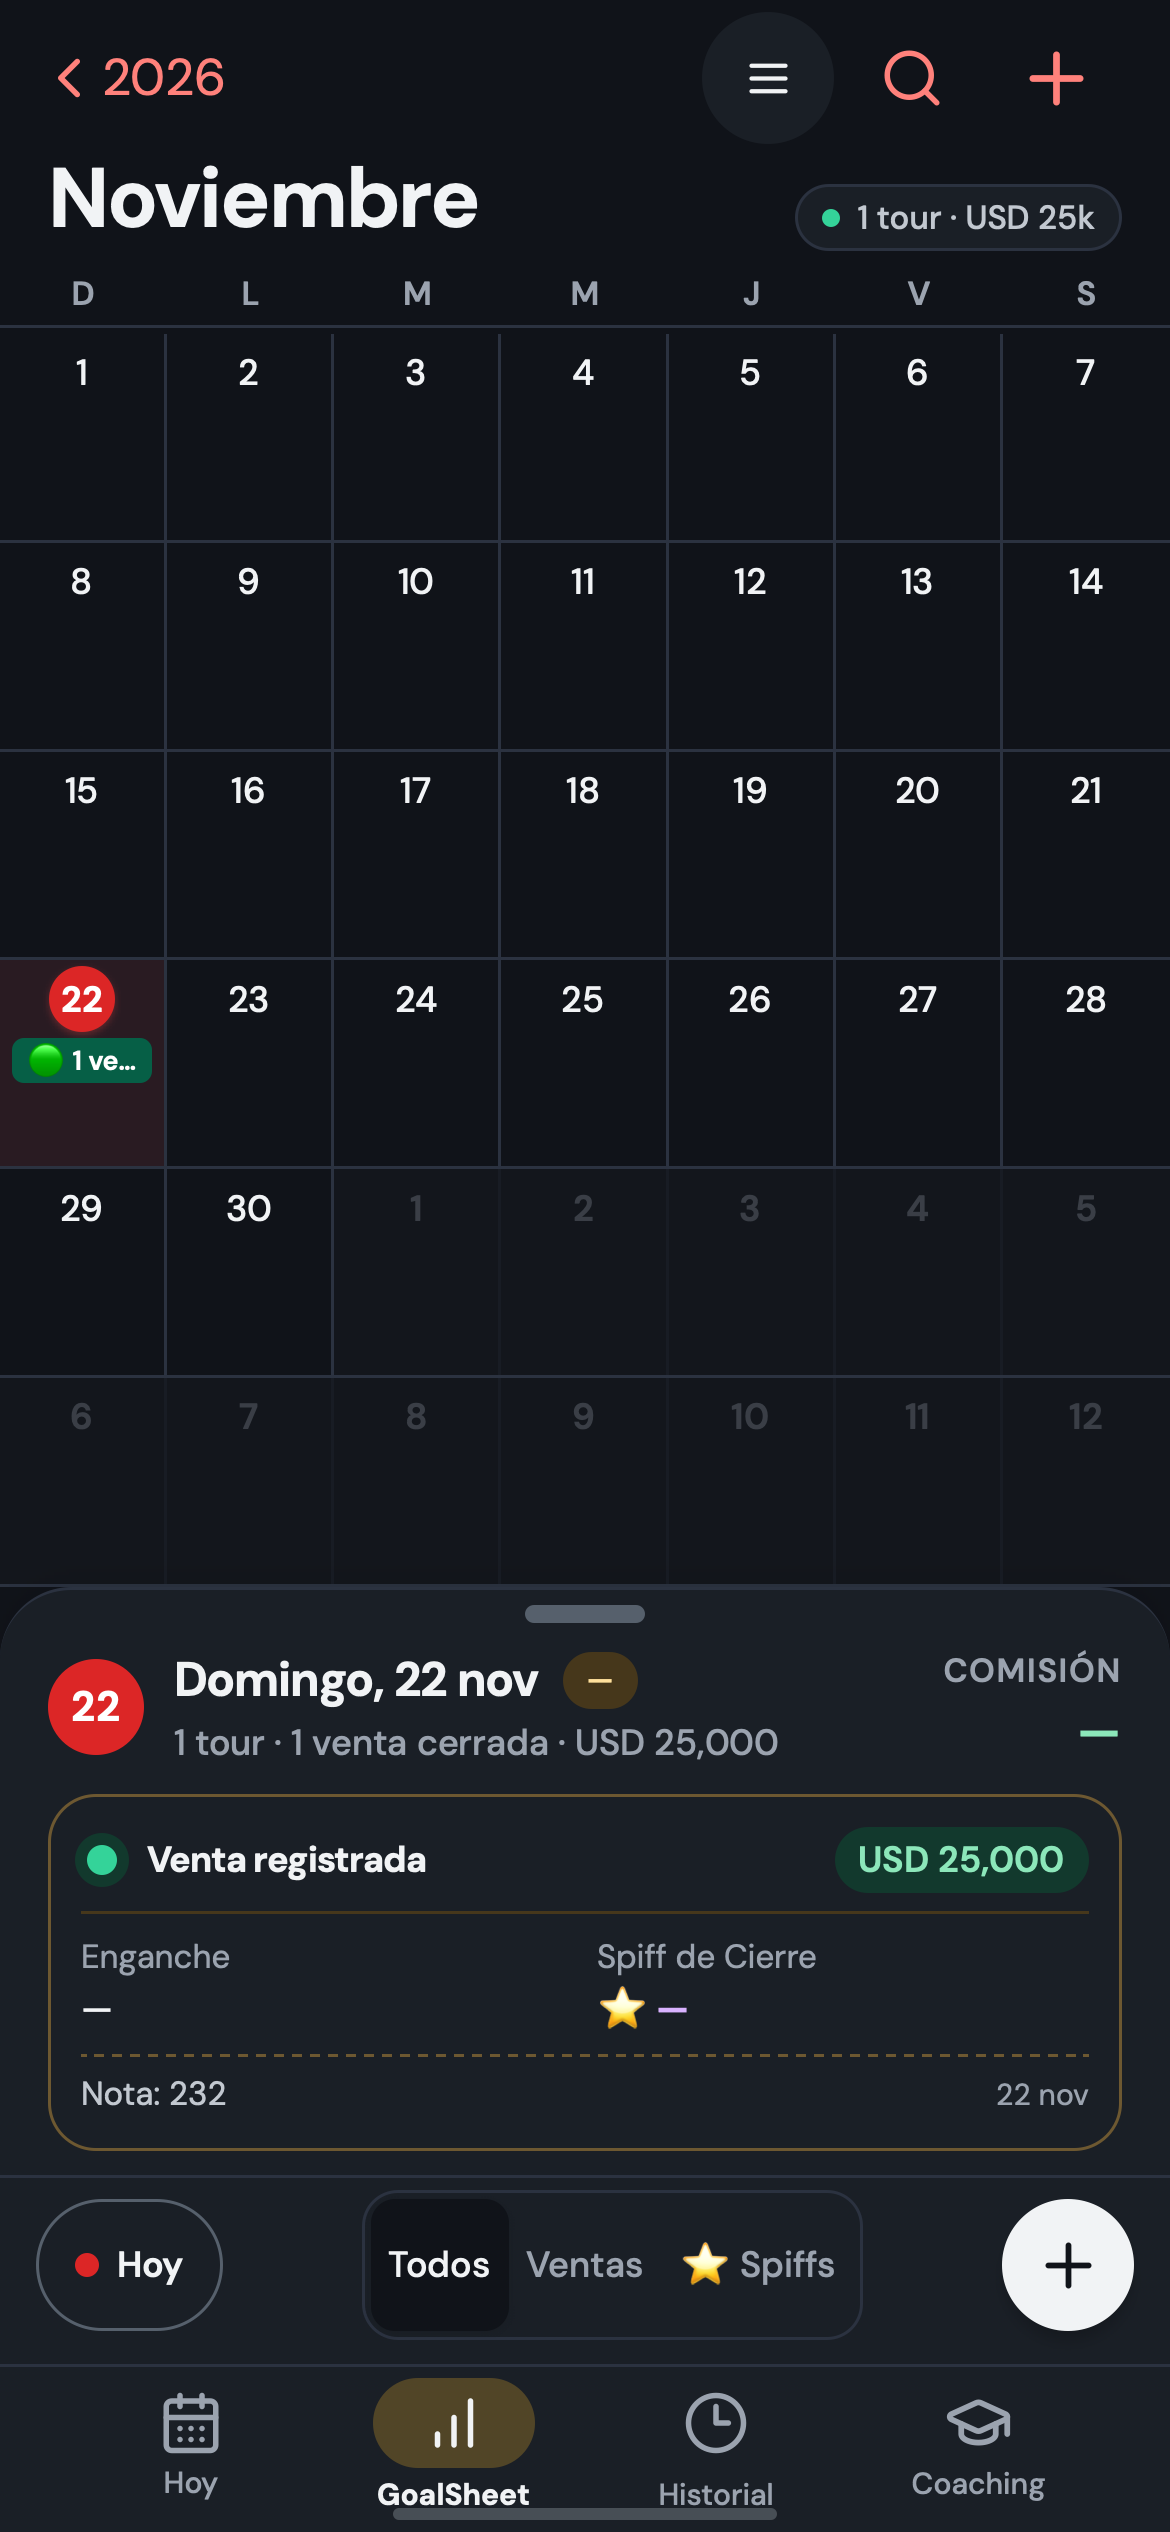 2026
Noviembre
1 tour · USD 25k
D L M M J V S
1 2 3 4 5 6 7
8 9 10 11 12 13 14
15 16 17 18 19 20 21
22 23 24 25 26 27 28
1 ve...
29 30 1 2 3 4 5
6 7 8 9 10 11 12
22
Domingo, 22 nov —
COMISIÓN
1 tour · 1 venta cerrada · USD 25,000
—
Venta registrada
USD 25,000
Enganche Spiff de Cierre
— ⭐ —
Nota: 232 22 nov
Hoy
Todos Ventas ⭐ Spiffs
Hoy GoalSheet Historial Coaching